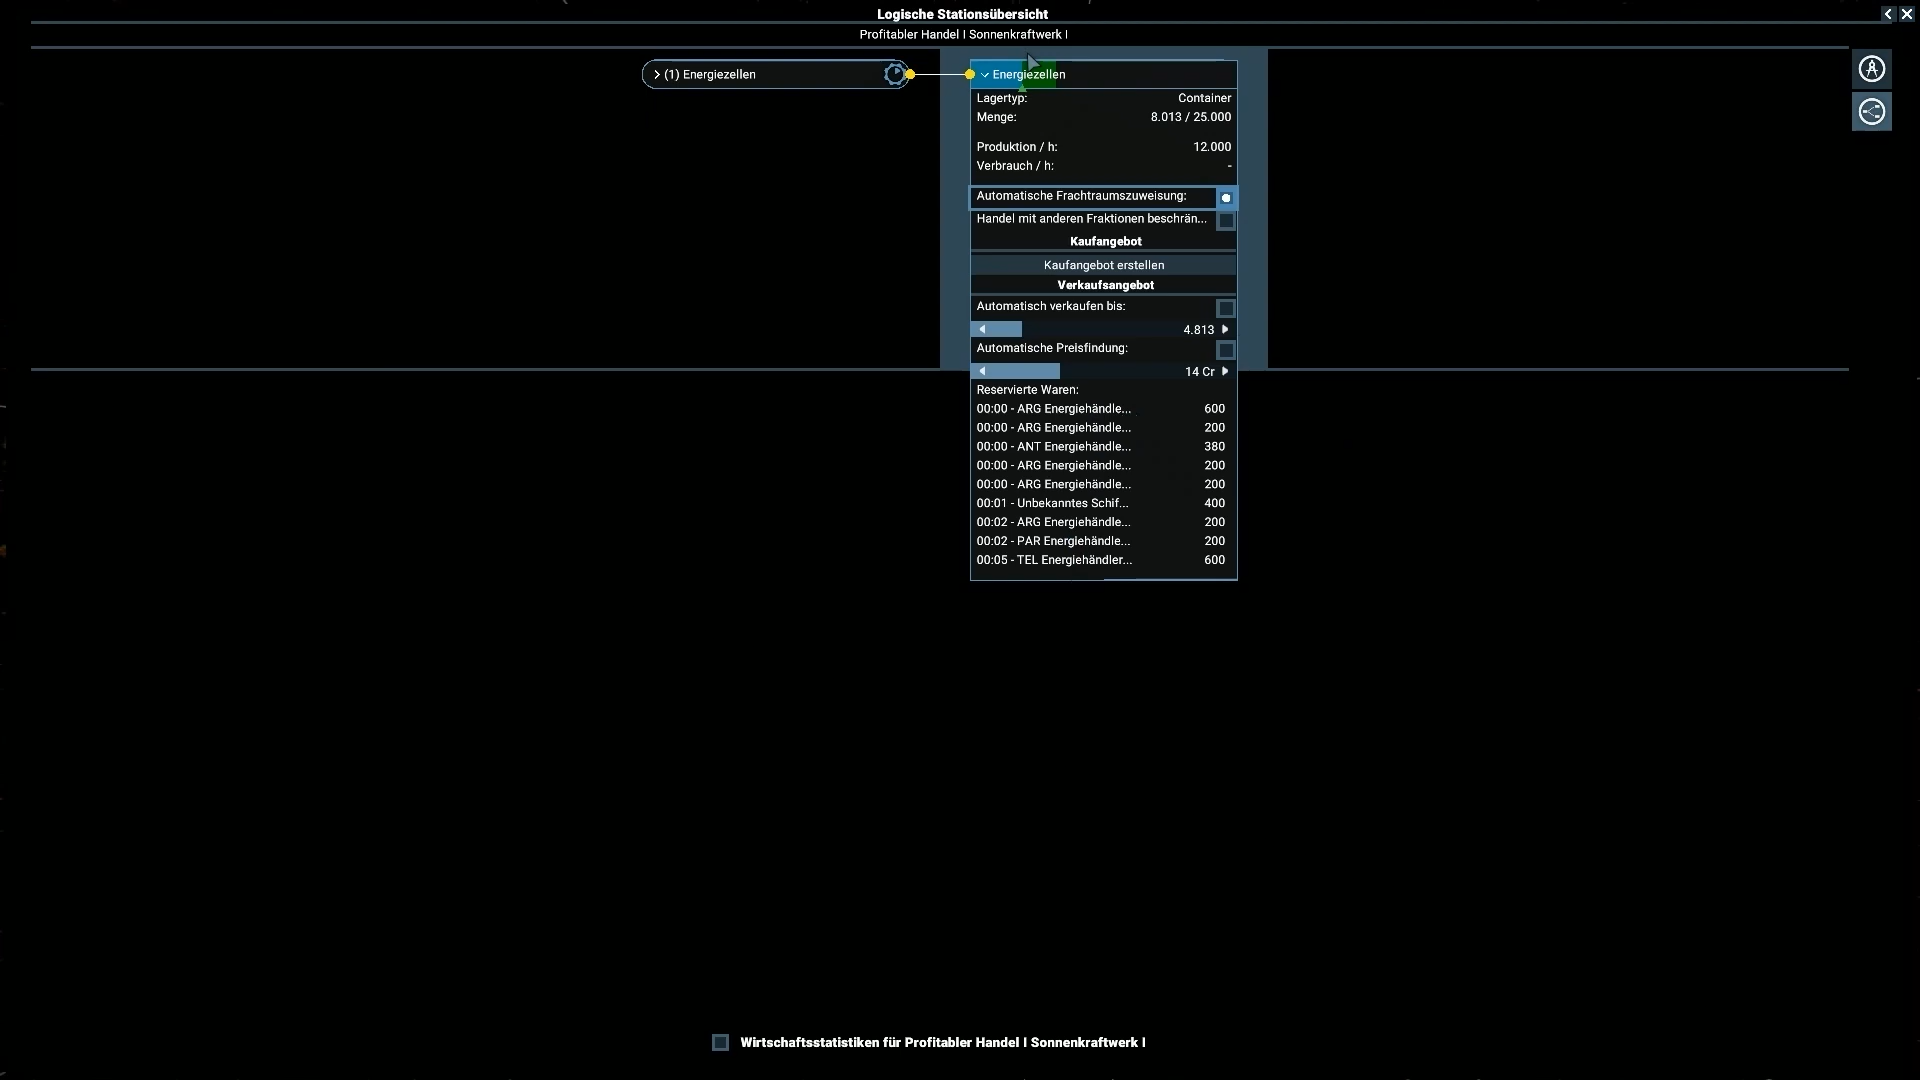 Logische Stationsübersicht
Profitabler Handel I Sonnenkraftwerk I
(1) Energiezellen
Energiezellen
Lagertyp: Container
Menge: 8.013 / 25.000
Produktion / h: 12.000
Verbrauch / h: -
Automatische Frachtraumszuweisung:
Handel mit anderen Fraktionen beschrän...
Kaufangebot
Kaufangebot erstellen
Verkaufsangebot
Automatisch verkaufen bis:
4.813
Automatische Preisfindung:
14 Cr
Reservierte Waren:
00:00 - ARG Energiehändle... 600
00:00 - ARG Energiehändle... 200
00:00 - ANT Energiehändle... 380
00:00 - ARG Energiehändle... 200
00:00 - ARG Energiehändle... 200
00:01 - Unbekanntes Schif... 400
00:02 - ARG Energiehändle... 200
00:02 - PAR Energiehändle... 200
00:05 - TEL Energiehändler... 600
Wirtschaftsstatistiken für Profitabler Handel I Sonnenkraftwerk I